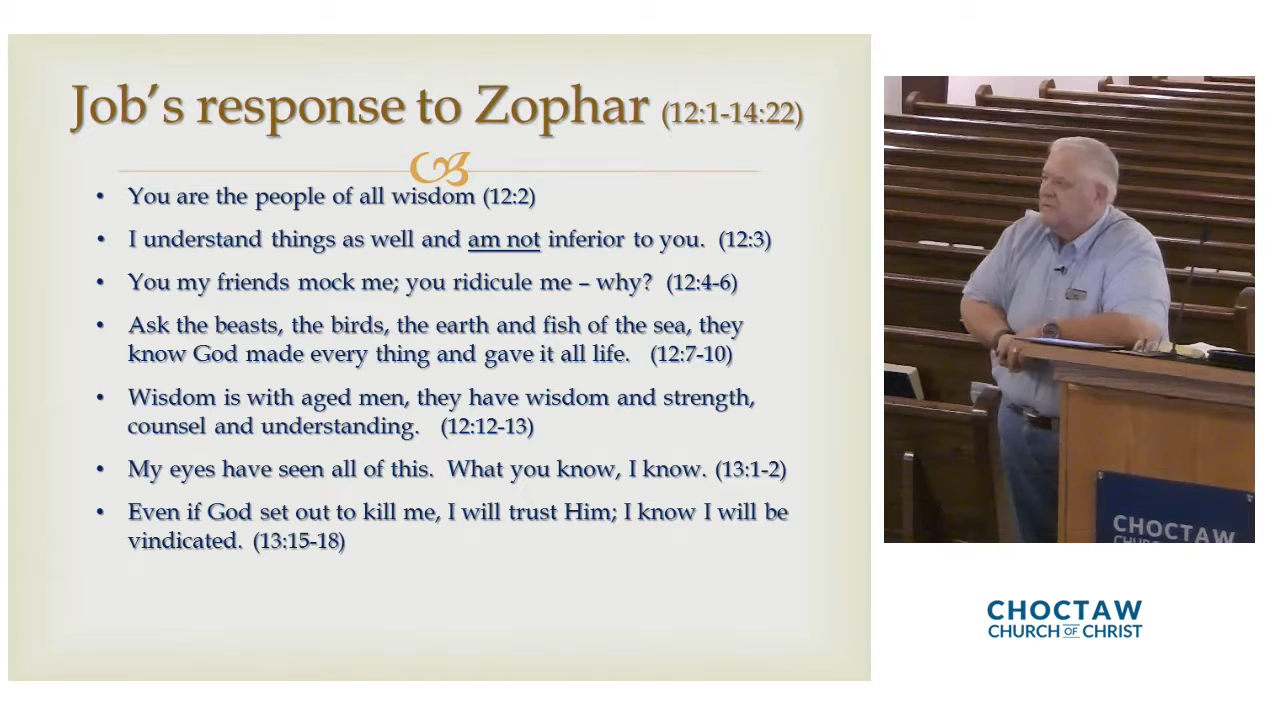 Job's response to Zophar (12:1-14:22)
• You are the people of all wisdom (12:2)
• I understand things as well and am not inferior to you. (12:3)
• You my friends mock me; you ridicule me – why? (12:4-6)
• Ask the beasts, the birds, the earth and fish of the sea, they
know God made every thing and gave it all life. (12:7-10)
• Wisdom is with aged men, they have wisdom and strength,
counsel and understanding. (12:12-13)
• My eyes have seen all of this. What you know, I know. (13:1-2)
• Even if God set out to kill me, I will trust Him; I know I will be
vindicated. (13:15-18)
CHOCTAW
CHURCH OF CHRIST
CHOCTAW
CHURCH OF CHRIST